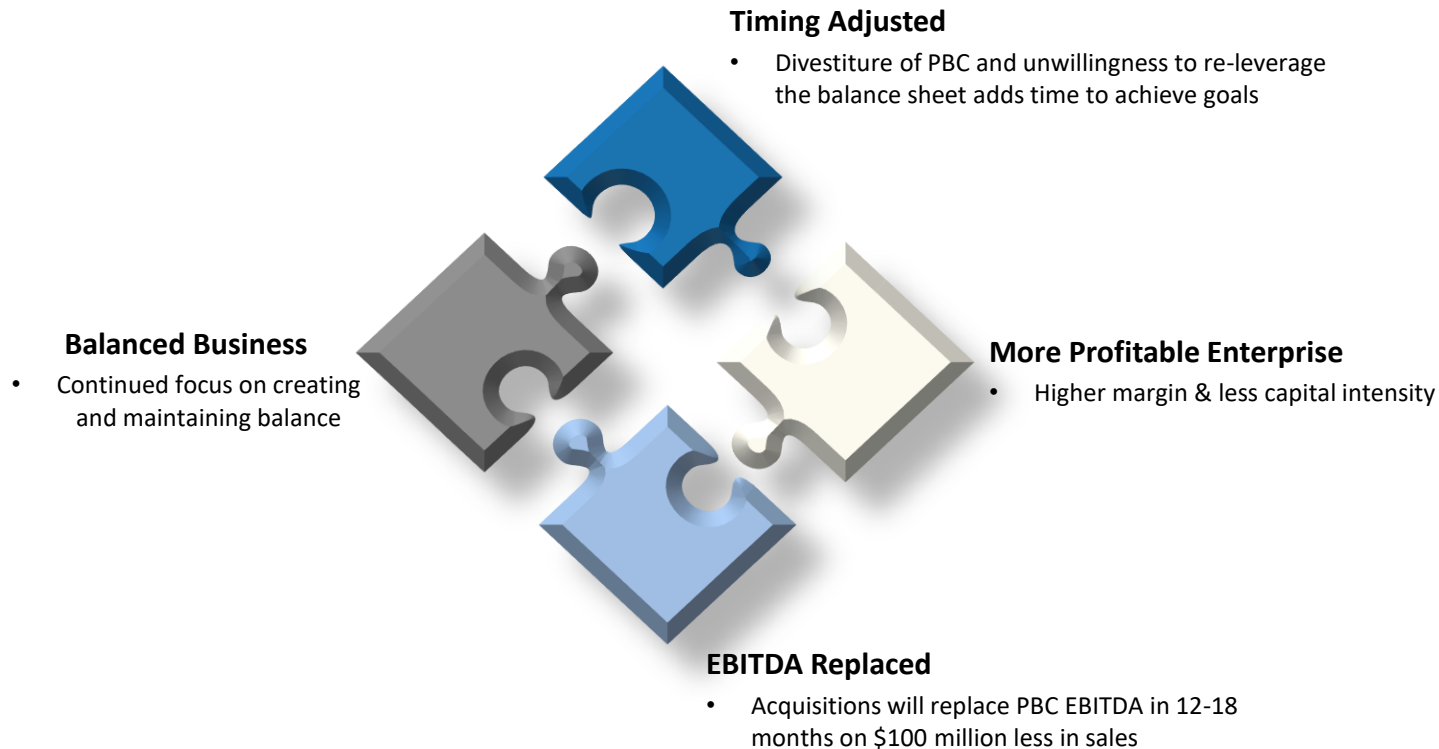 Timing Adjusted
• Divestiture of PBC and unwillingness to re-leverage
the balance sheet adds time to achieve goals
Balanced Business
• Continued focus on creating
and maintaining balance
More Profitable Enterprise
• Higher margin & less capital intensity
EBITDA Replaced
• Acquisitions will replace PBC EBITDA in 12-18
months on $100 million less in sales